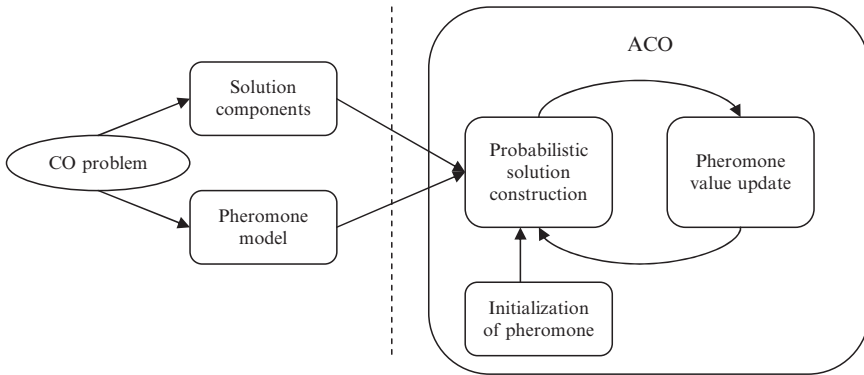 ACO
Solution
components
CO problem
Pheromone
model
Probabilistic
solution
construction
Pheromone
value update
Initialization
of pheromone